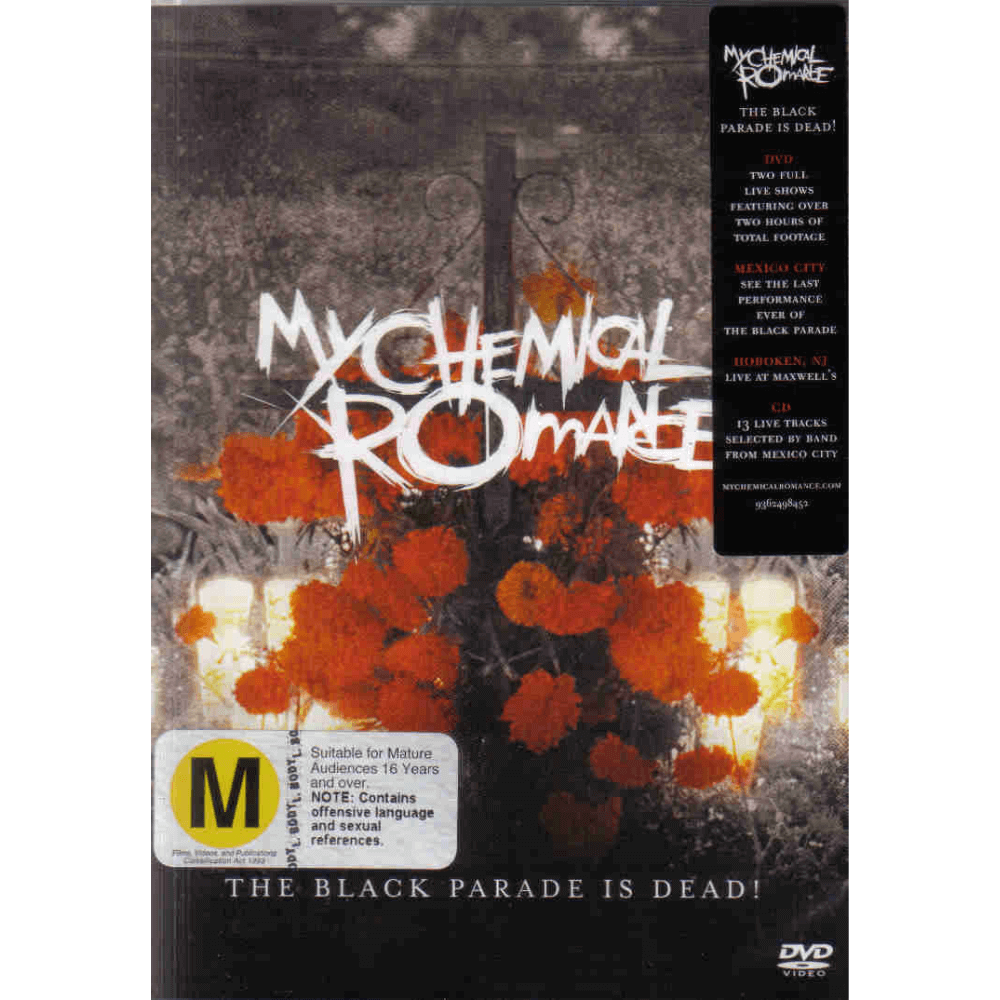 MY CHEMICAL
ROMANCE
THE BLACK
PARADE IS DEAD!
DVD
TWO FULL
LIVE SHOWS
FEATURING OVER
TWO HOURS OF
TOTAL FOOTAGE
MEXICO CITY
SEE THE LAST
PERFORMANCE
EVER OF
THE BLACK PARADE
HOBOKEN, NJ
LIVE AT MAXWELL'S
CD
13 LIVE TRACKS
SELECTED BY BAND
FROM MEXICO CITY
MYCHEMICALROMANCE.COM
9362498452
MY CHEMICAL
ROMANCE
M
Films, Videos, and Publications
Classification Act 1993
Suitable for Mature
Audiences 16 Years
and over.
NOTE: Contains
offensive language
and sexual
references.
THE BLACK PARADE IS DEAD!
DVD
VIDEO